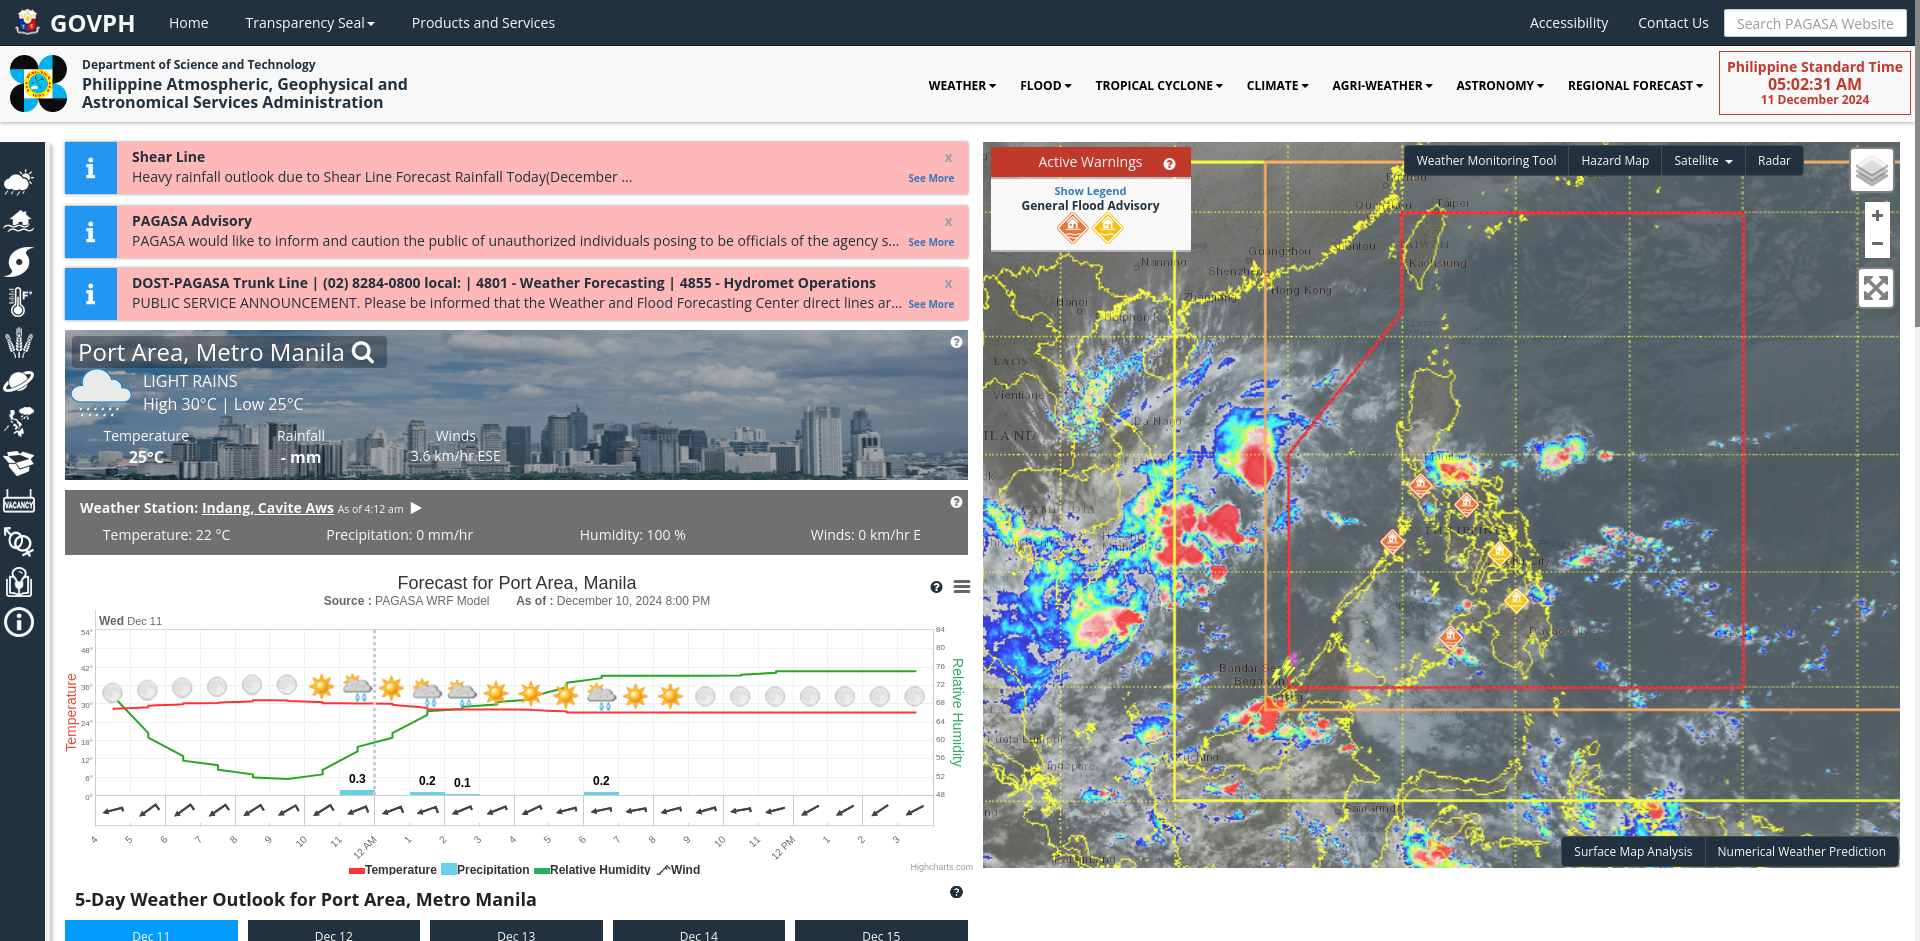 GOVPH
Home
Transparency Seal
Products and Services
Accessibility
Contact Us
Search PAGASA Website
Department of Science and Technology
Philippine Atmospheric, Geophysical and
Astronomical Services Administration
WEATHER
FLOOD
TROPICAL CYCLONE
CLIMATE
AGRI-WEATHER
ASTRONOMY
REGIONAL FORECAST
Philippine Standard Time
05:02:31 AM
11 December 2024
Shear Line
x
Heavy rainfall outlook due to Shear Line Forecast Rainfall Today(December ...
See More
PAGASA Advisory
x
PAGASA would like to inform and caution the public of unauthorized individuals posing to be officials of the agency s...
See More
DOST-PAGASA Trunk Line | (02) 8284-0800 local: | 4801 - Weather Forecasting | 4855 - Hydromet Operations
x
PUBLIC SERVICE ANNOUNCEMENT. Please be informed that the Weather and Flood Forecasting Center direct lines ar...
See More
Port Area, Metro Manila
LIGHT RAINS
High 30°C | Low 25°C
Temperature
25°C
Rainfall
- mm
Winds
3.6 km/hr ESE
Weather Station: Indang, Cavite Aws As of 4:12 am
Temperature: 22 °C
Precipitation: 0 mm/hr
Humidity: 100 %
Winds: 0 km/hr E
VACANCY
Forecast for Port Area, Manila
Source : PAGASA WRF Model
As of : December 10, 2024 8:00 PM
Wed Dec 11
Temperature
54°
48°
42°
36°
30°
24°
18°
12°
6°
0°
84
80
76
72
68
64
60
56
52
48
Relative Humidity
0.3
0.2
0.1
0.2
4
5
6
7
8
9
10
11
12 AM
1
2
3
4
5
6
7
8
9
10
11
12 PM
1
2
3
Temperature
Precipitation
Relative Humidity
Wind
Highcharts.com
5-Day Weather Outlook for Port Area, Metro Manila
Dec 11
Dec 12
Dec 13
Dec 14
Dec 15
Active Warnings
Show Legend
General Flood Advisory
Weather Monitoring Tool
Hazard Map
Satellite
Radar
+
−
Taipei
Guangzhou
Kaohsiung
Nanning
Shenzhen
Hong Kong
Hanoi
Haiphong
LAOS
Vientiane
Da Nang
Manila
CAMBODIA
Davao City
Bandar Se
Begawan
Kuala Lumpur
Singapore
Kuching
Samarinda
Surface Map Analysis
Numerical Weather Prediction